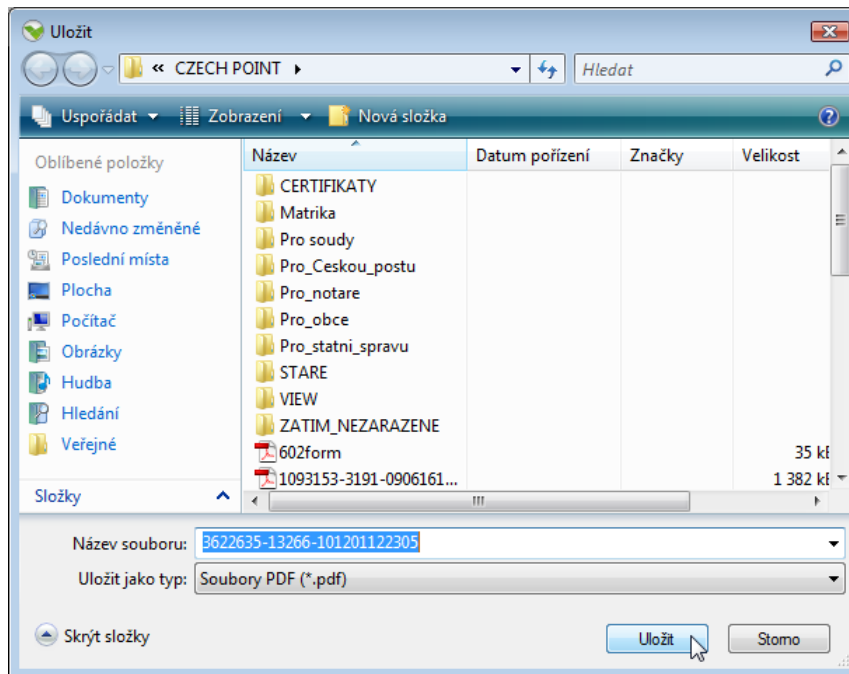 Uložit
« CZECH POINT
Hledat
Uspořádat Zobrazení Nová složka
Oblíbené položky
Dokumenty
Nedávno změněné
Poslední místa
Plocha
Počítač
Obrázky
Hudba
Hledání
Veřejné
Složky
Název Datum pořízení Značky Velikost
CERTIFIKATY
Matrika
Pro soudy
Pro_Ceskou_postu
Pro_notare
Pro_obce
Pro_statni_spravu
STARE
VIEW
ZATIM_NEZARAZENE
602form 35 kB
1093153-3191-0906161... 1 382 kB
Název souboru: 3622635-13266-101201122305
Uložit jako typ: Soubory PDF (*.pdf)
Skrýt složky Uložit Storno